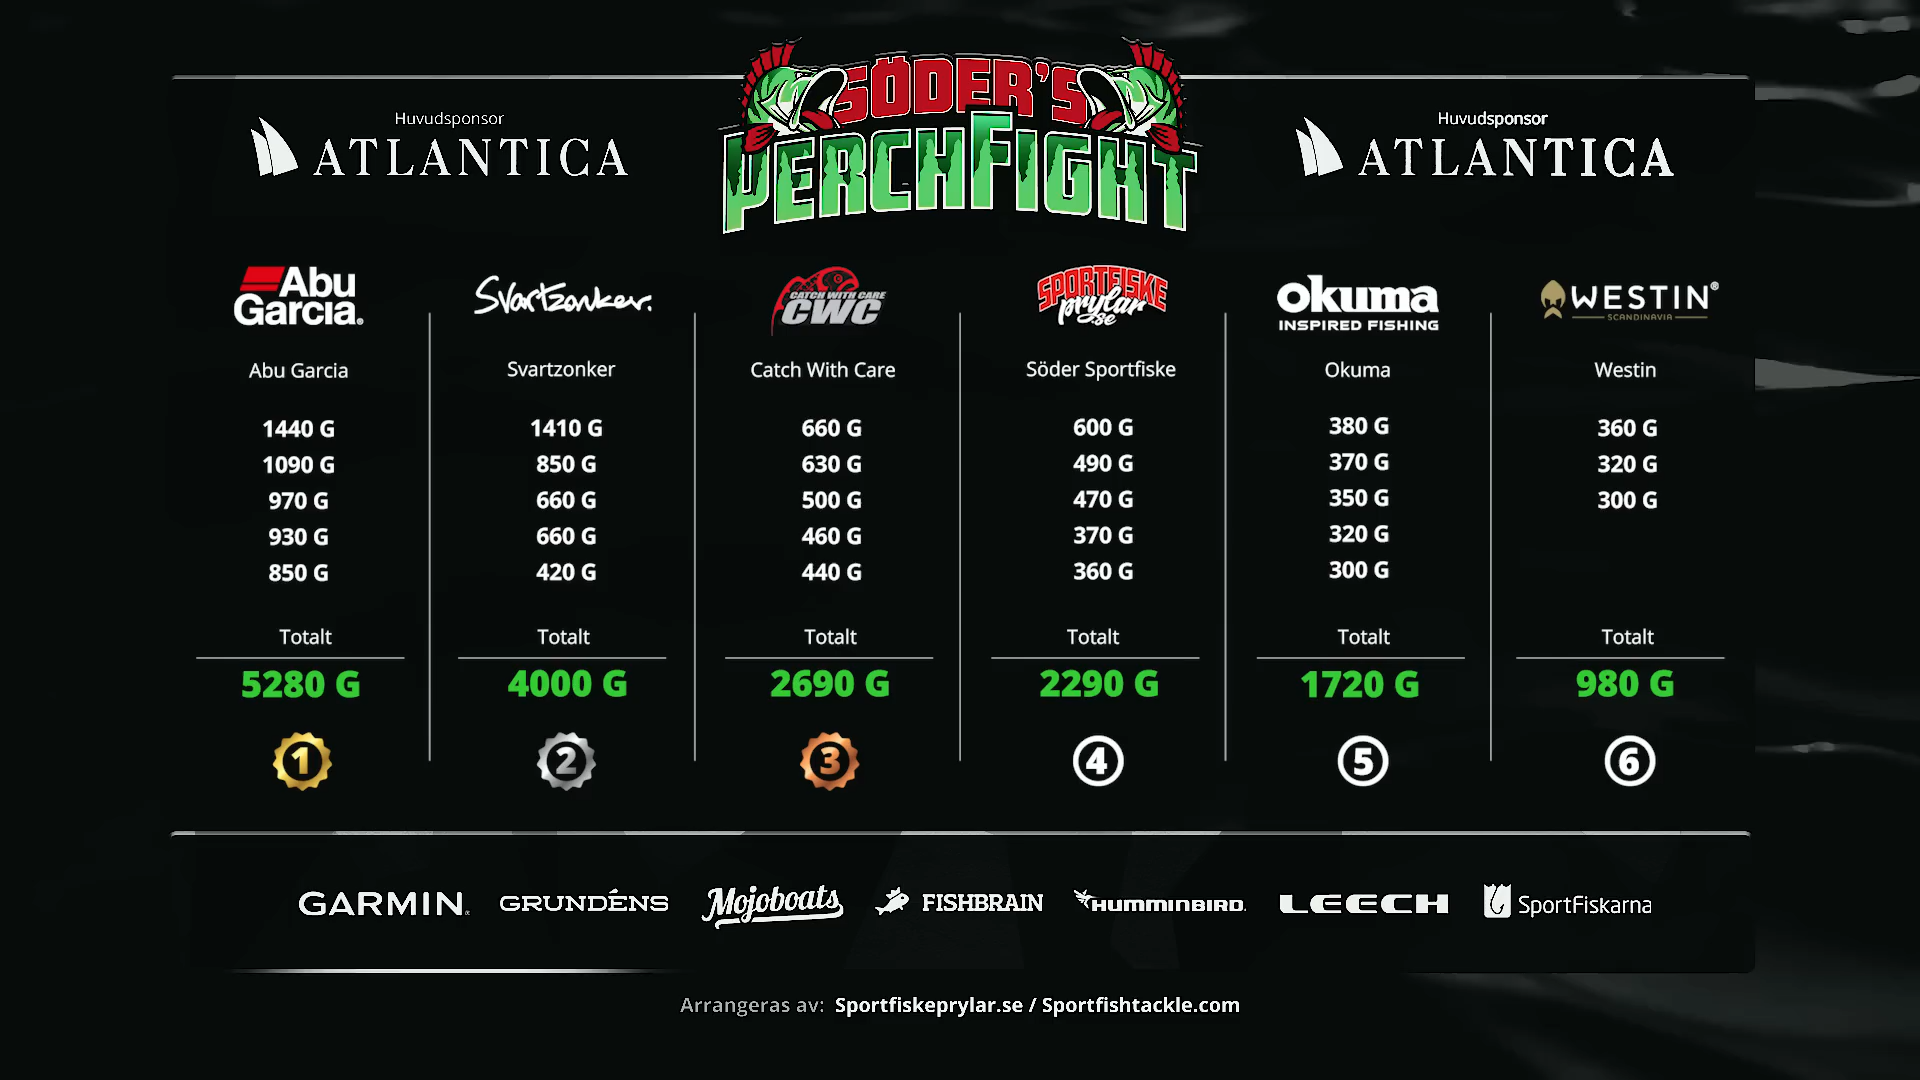 SÖDER'S
PERCHFIGHT
Huvudsponsor
ATLANTICA
Huvudsponsor
ATLANTICA
Abu
Garcia®
Abu Garcia
1440 G
1090 G
970 G
930 G
850 G
Totalt
5280 G
1
Svartzonker.
Svartzonker
1410 G
850 G
660 G
660 G
420 G
Totalt
4000 G
2
CATCH WITH CARE
CWC
Catch With Care
660 G
630 G
500 G
460 G
440 G
Totalt
2690 G
3
SPORTFISKE
prylar
.se
Söder Sportfiske
600 G
490 G
470 G
370 G
360 G
Totalt
2290 G
4
Okuma
INSPIRED FISHING
Okuma
380 G
370 G
350 G
320 G
300 G
Totalt
1720 G
5
WESTIN®
SCANDINAVIA
Westin
360 G
320 G
300 G
Totalt
980 G
6
GARMIN®
GRUNDÉNS
Mojoboats
FISHBRAIN
HUMMINBIRD®
LEECH
SportFiskarna
Arrangeras av: Sportfiskeprylar.se / Sportfishtackle.com